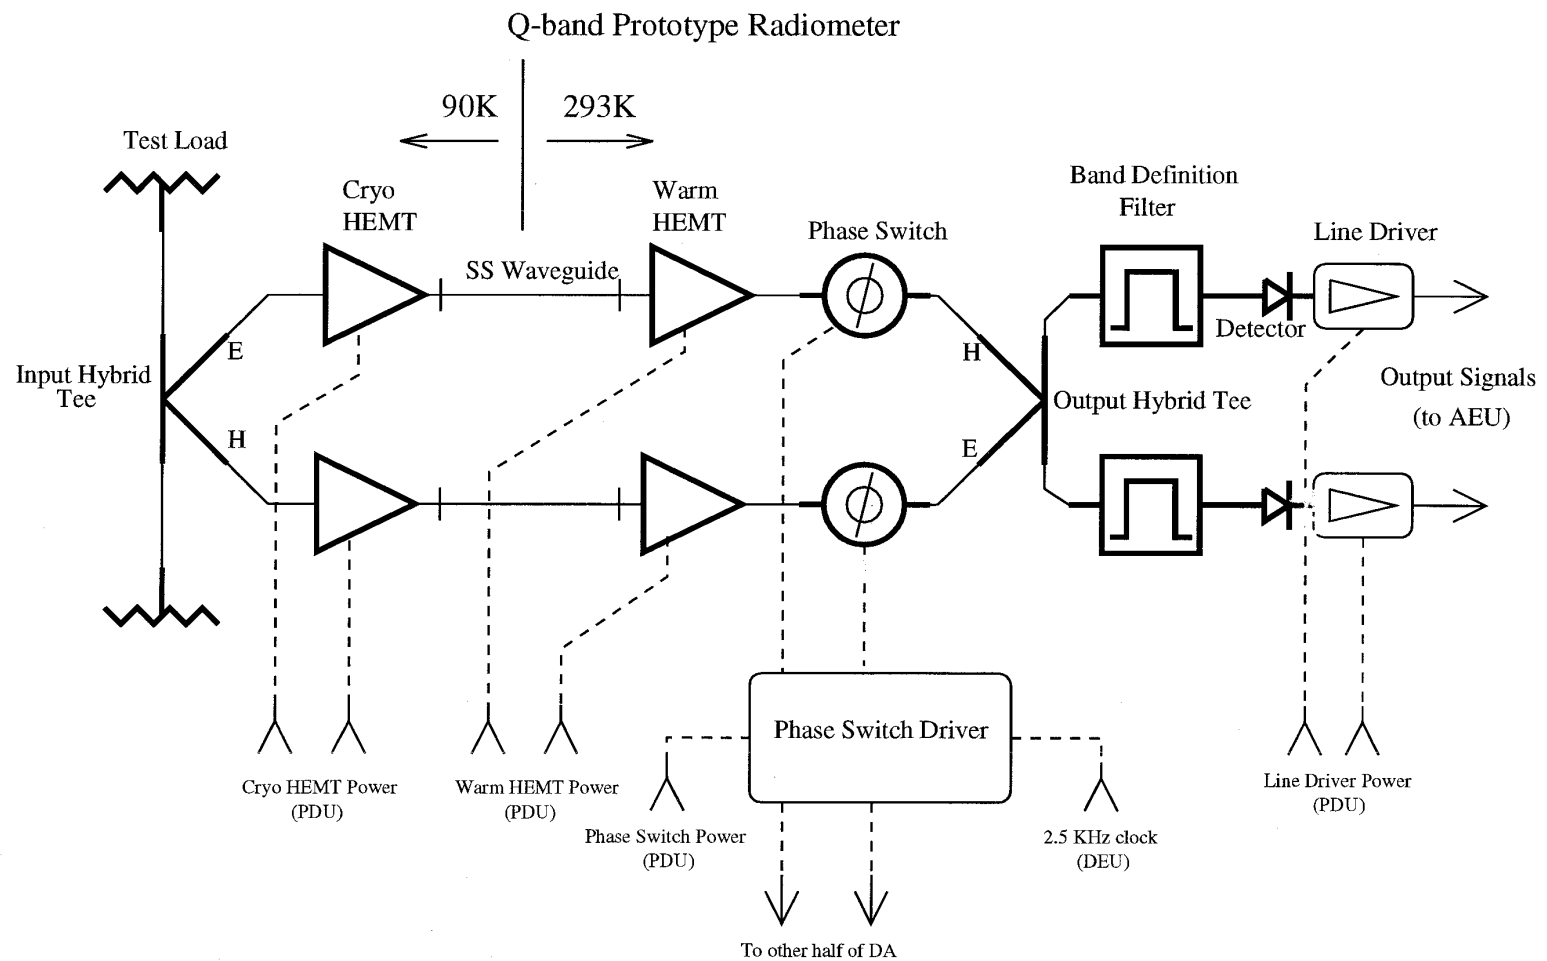 Q-band Prototype Radiometer
90K
293K
Test Load
Cryo
HEMT
Warm
HEMT
SS Waveguide
Phase Switch
Band Definition
Filter
Line Driver
Detector
E
H
Input Hybrid
Tee
H
E
Output Hybrid Tee
Output Signals
(to AEU)
Phase Switch Driver
Cryo HEMT Power
(PDU)
Warm HEMT Power
(PDU)
Phase Switch Power
(PDU)
2.5 KHz clock
(DEU)
Line Driver Power
(PDU)
To other half of DA